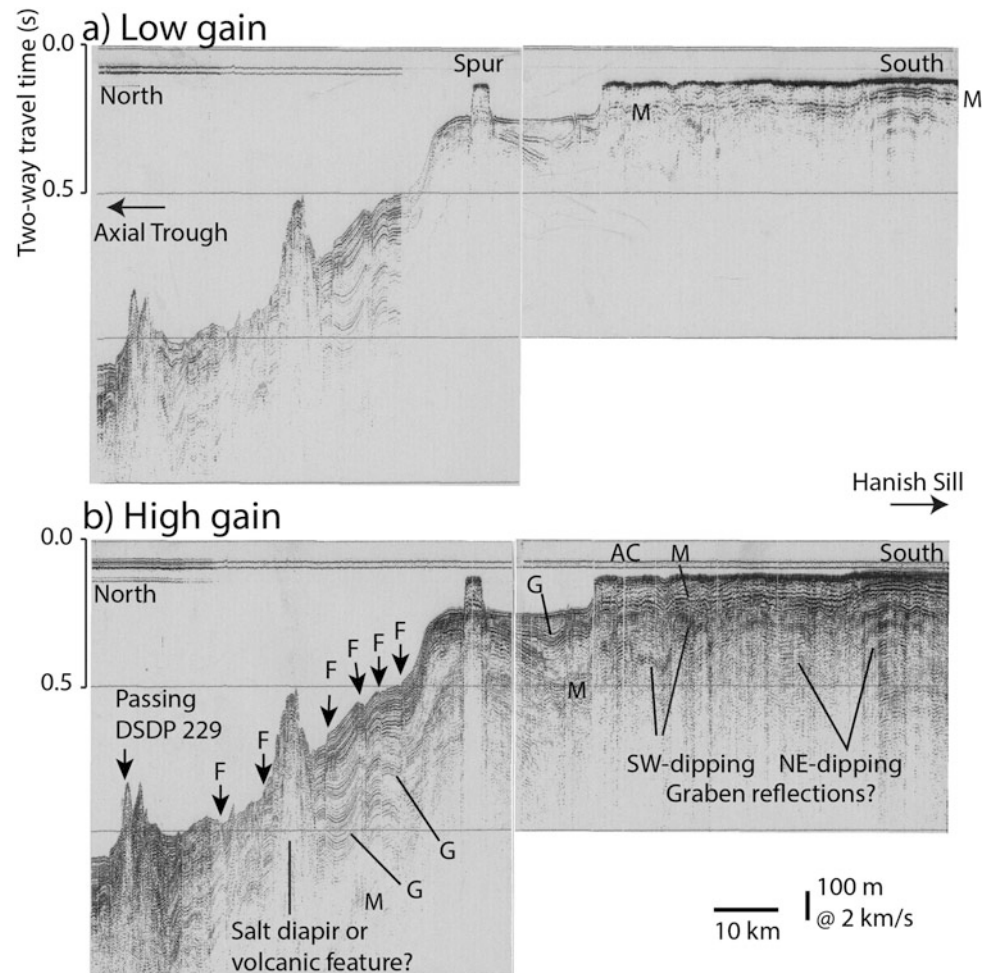 a) Low gain
Two-way travel time (s)
0.0
North
Spur
South
M
M
0.5
Axial Trough
Hanish Sill
b) High gain
0.0
North
AC
M
South
G
F
F
F
F
0.5
M
Passing
DSDP 229
F
F
SW-dipping
NE-dipping
Graben reflections?
G
G
M
Salt diapir or
volcanic feature?
10 km
100 m
@ 2 km/s